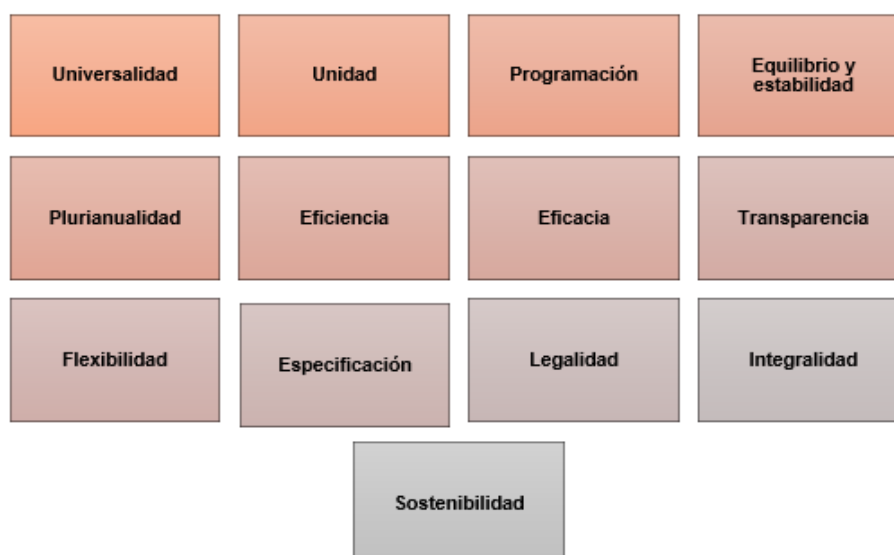 Universalidad
Unidad
Programación
Equilibrio y
estabilidad
Plurianualidad
Eficiencia
Eficacia
Transparencia
Flexibilidad
Especificación
Legalidad
Integralidad
Sostenibilidad